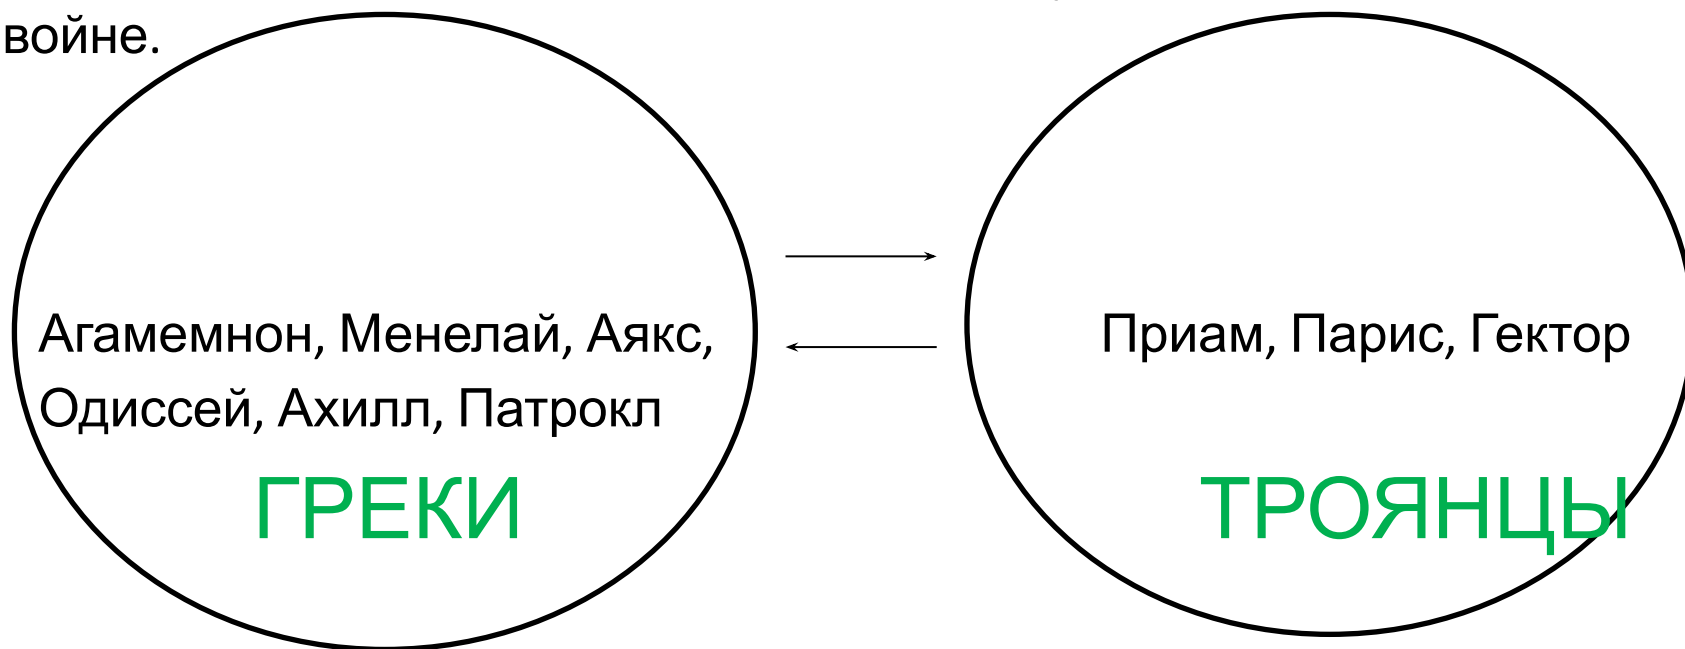 войне.
Агамемнон, Менелай, Аякс,
Одиссей, Ахилл, Патрокл
ГРЕКИ
Приам, Парис, Гектор
ТРОЯНЦЫ